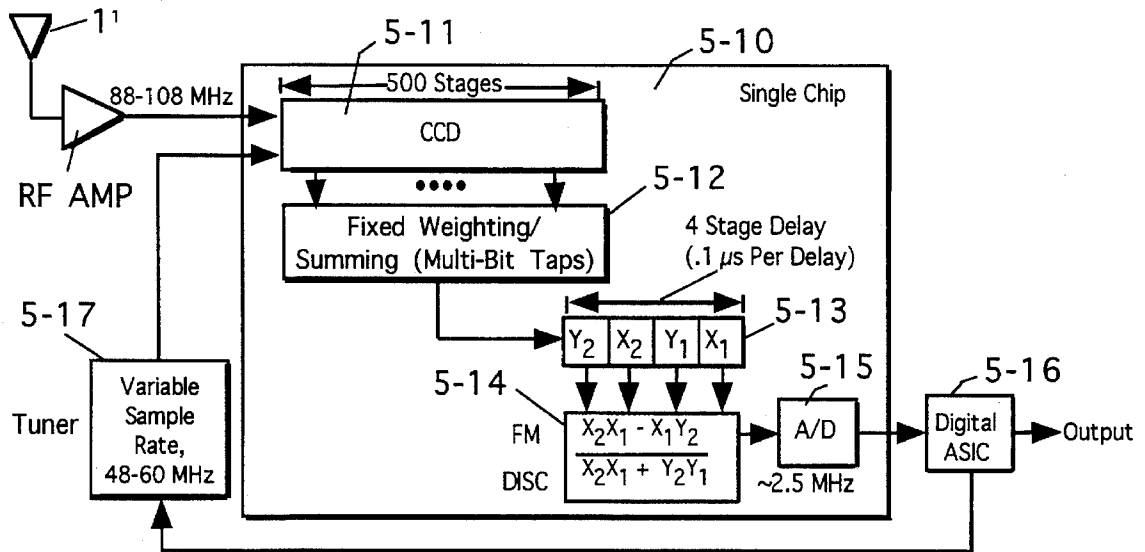 1'
5-11
5-10
500 Stages
Single Chip
88-108 MHz
CCD
RF AMP
5-12
Fixed Weighting/
Summing (Multi-Bit Taps)
4 Stage Delay
(.1 µs Per Delay)
5-17
5-13
Y2 X2 Y1 X1
5-14
5-15
5-16
Tuner
Variable
Sample
Rate,
48-60 MHz
FM
DISC
X2X1 - X1Y2
X2X1 + Y2Y1
A/D
~2.5 MHz
Digital
ASIC
Output